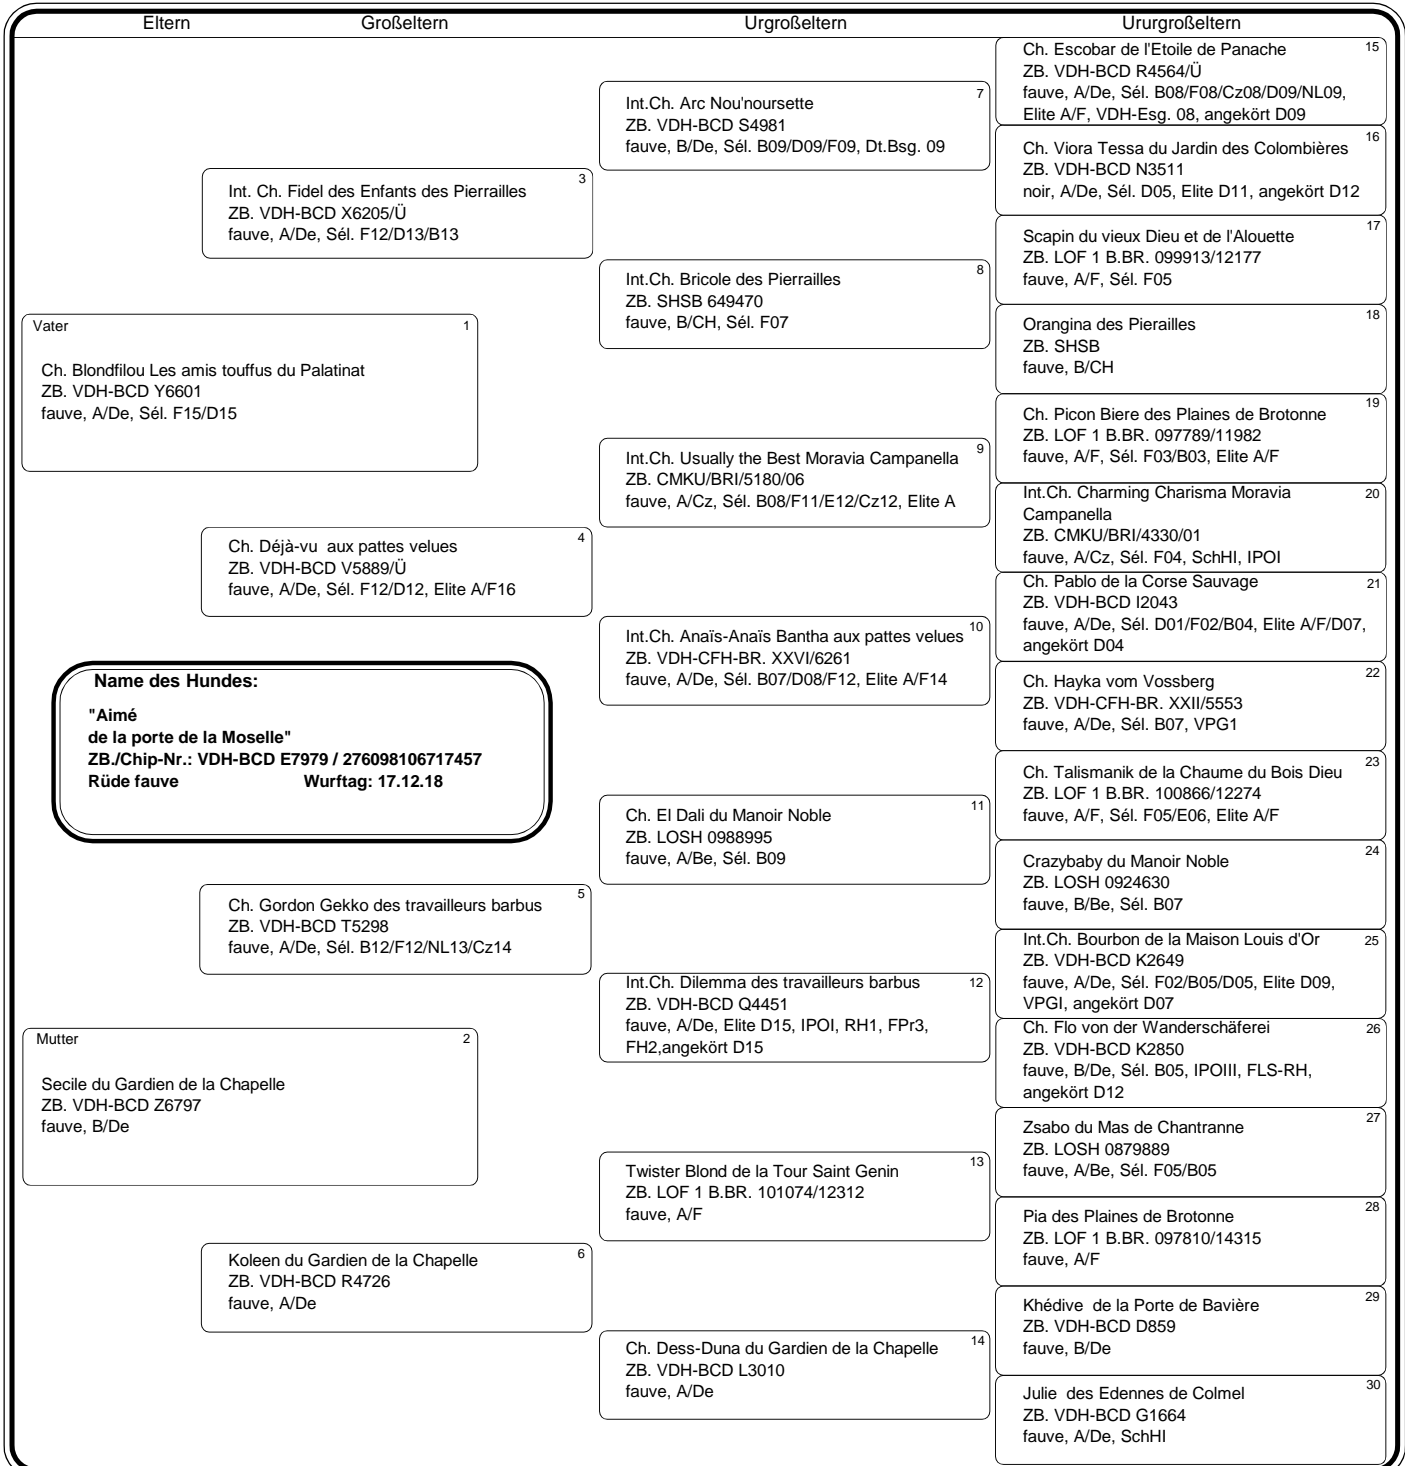 Eltern Großeltern Urgroßeltern Ururgroßeltern
Vater 1
Ch. Blondfilou Les amis touffus du Palatinat
ZB. VDH-BCD Y6601
fauve, A/De, Sél. F15/D15
Name des Hundes:
"Aimé
de la porte de la Moselle"
ZB./Chip-Nr.: VDH-BCD E7979 / 276098106717457
Rüde fauve Wurftag: 17.12.18
Mutter 2
Secile du Gardien de la Chapelle
ZB. VDH-BCD Z6797
fauve, B/De
3
Int. Ch. Fidel des Enfants des Pierrailles
ZB. VDH-BCD X6205/Ü
fauve, A/De, Sél. F12/D13/B13
4
Ch. Déjà-vu aux pattes velues
ZB. VDH-BCD V5889/Ü
fauve, A/De, Sél. F12/D12, Elite A/F16
5
Ch. Gordon Gekko des travailleurs barbus
ZB. VDH-BCD T5298
fauve, A/De, Sél. B12/F12/NL13/Cz14
6
Koleen du Gardien de la Chapelle
ZB. VDH-BCD R4726
fauve, A/De
7
Int.Ch. Arc Nou'noursette
ZB. VDH-BCD S4981
fauve, B/De, Sél. B09/D09/F09, Dt.Bsg. 09
8
Int.Ch. Bricole des Pierrailles
ZB. SHSB 649470
fauve, B/CH, Sél. F07
9
Int.Ch. Usually the Best Moravia Campanella
ZB. CMKU/BRI/5180/06
fauve, A/Cz, Sél. B08/F11/E12/Cz12, Elite A
10
Int.Ch. Anaïs-Anaïs Bantha aux pattes velues
ZB. VDH-CFH-BR. XXVI/6261
fauve, A/De, Sél. B07/D08/F12, Elite A/F14
11
Ch. El Dali du Manoir Noble
ZB. LOSH 0988995
fauve, A/Be, Sél. B09
12
Int.Ch. Dilemma des travailleurs barbus
ZB. VDH-BCD Q4451
fauve, A/De, Elite D15, IPOI, RH1, FPr3,
FH2,angekört D15
13
Twister Blond de la Tour Saint Genin
ZB. LOF 1 B.BR. 101074/12312
fauve, A/F
14
Ch. Dess-Duna du Gardien de la Chapelle
ZB. VDH-BCD L3010
fauve, A/De
15
Ch. Escobar de l'Etoile de Panache
ZB. VDH-BCD R4564/Ü
fauve, A/De, Sél. B08/F08/Cz08/D09/NL09,
Elite A/F, VDH-Esg. 08, angekört D09
16
Ch. Viora Tessa du Jardin des Colombières
ZB. VDH-BCD N3511
noir, A/De, Sél. D05, Elite D11, angekört D12
17
Scapin du vieux Dieu et de l'Alouette
ZB. LOF 1 B.BR. 099913/12177
fauve, A/F, Sél. F05
18
Orangina des Pierailles
ZB. SHSB
fauve, B/CH
19
Ch. Picon Biere des Plaines de Brotonne
ZB. LOF 1 B.BR. 097789/11982
fauve, A/F, Sél. F03/B03, Elite A/F
20
Int.Ch. Charming Charisma Moravia
Campanella
ZB. CMKU/BRI/4330/01
fauve, A/Cz, Sél. F04, SchHI, IPOI
21
Ch. Pablo de la Corse Sauvage
ZB. VDH-BCD I2043
fauve, A/De, Sél. D01/F02/B04, Elite A/F/D07,
angekört D04
22
Ch. Hayka vom Vossberg
ZB. VDH-CFH-BR. XXII/5553
fauve, A/De, Sél. B07, VPG1
23
Ch. Talismanik de la Chaume du Bois Dieu
ZB. LOF 1 B.BR. 100866/12274
fauve, A/F, Sél. F05/E06, Elite A/F
24
Crazybaby du Manoir Noble
ZB. LOSH 0924630
fauve, B/Be, Sél. B07
25
Int.Ch. Bourbon de la Maison Louis d'Or
ZB. VDH-BCD K2649
fauve, A/De, Sél. F02/B05/D05, Elite D09,
VPGI, angekört D07
26
Ch. Flo von der Wanderschäferei
ZB. VDH-BCD K2850
fauve, B/De, Sél. B05, IPOIII, FLS-RH,
angekört D12
27
Zsabo du Mas de Chantranne
ZB. LOSH 0879889
fauve, A/Be, Sél. F05/B05
28
Pia des Plaines de Brotonne
ZB. LOF 1 B.BR. 097810/14315
fauve, A/F
29
Khédive de la Porte de Bavière
ZB. VDH-BCD D859
fauve, B/De
30
Julie des Edennes de Colmel
ZB. VDH-BCD G1664
fauve, A/De, SchHI